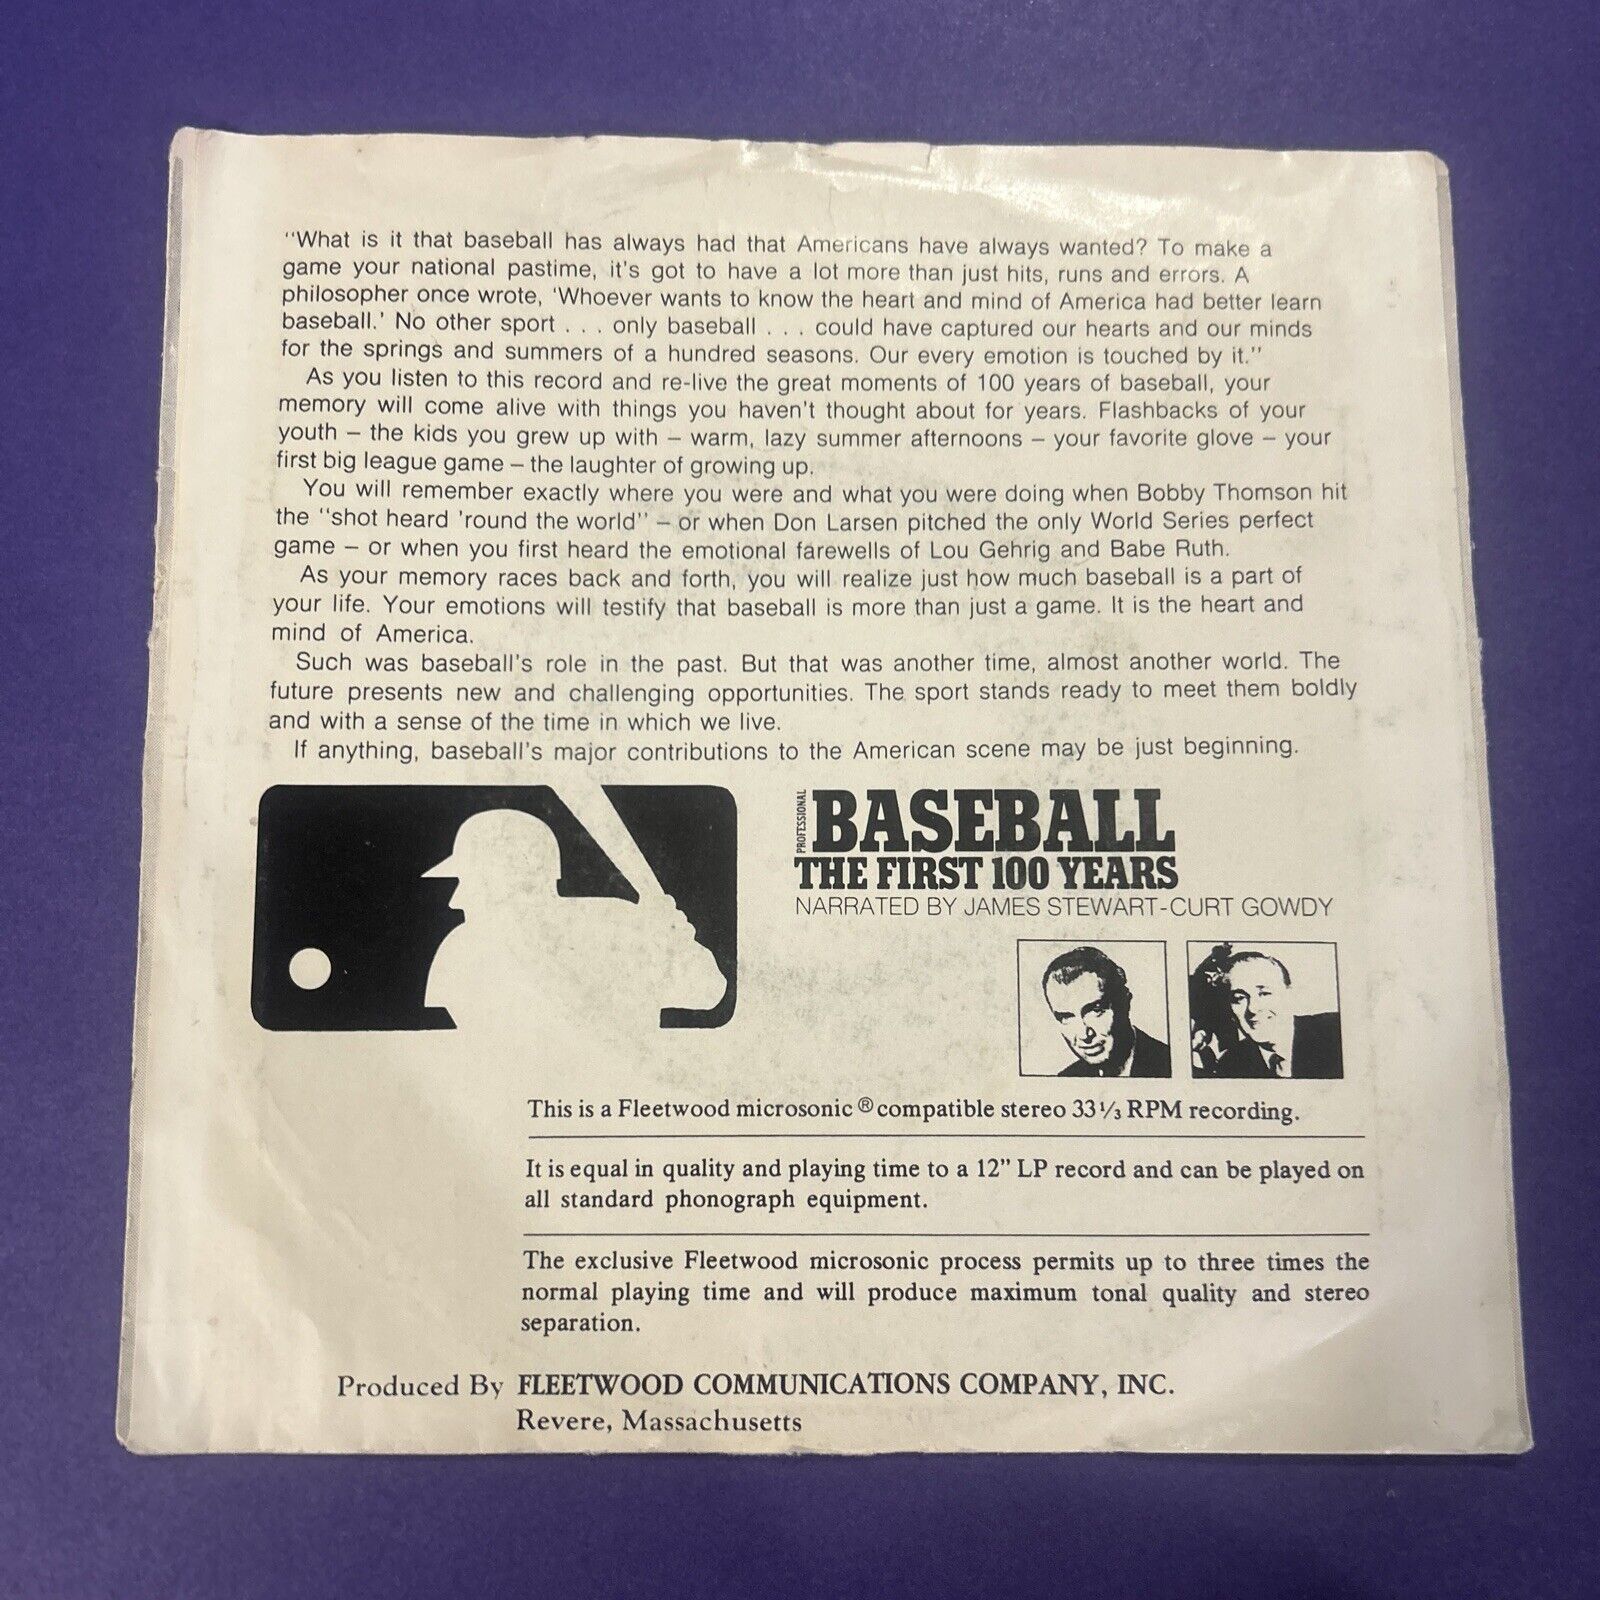 "What is it that baseball has always had that Americans have always wanted? To make a
game your national pastime, it's got to have a lot more than just hits, runs and errors. A
philosopher once wrote, 'Whoever wants to know the heart and mind of America had better learn
baseball.' No other sport . . . only baseball . . . could have captured our hearts and our minds
for the springs and summers of a hundred seasons. Our every emotion is touched by it."
As you listen to this record and re-live the great moments of 100 years of baseball, your
memory will come alive with things you haven't thought about for years. Flashbacks of your
youth – the kids you grew up with – warm, lazy summer afternoons – your favorite glove – your
first big league game – the laughter of growing up.
You will remember exactly where you were and what you were doing when Bobby Thomson hit
the "shot heard 'round the world" – or when Don Larsen pitched the only World Series perfect
game – or when you first heard the emotional farewells of Lou Gehrig and Babe Ruth.
As your memory races back and forth, you will realize just how much baseball is a part of
your life. Your emotions will testify that baseball is more than just a game. It is the heart and
mind of America.
Such was baseball's role in the past. But that was another time, almost another world. The
future presents new and challenging opportunities. The sport stands ready to meet them boldly
and with a sense of the time in which we live.
If anything, baseball's major contributions to the American scene may be just beginning.
PROFESSIONAL
BASEBALL
THE FIRST 100 YEARS
NARRATED BY JAMES STEWART-CURT GOWDY
This is a Fleetwood microsonic ® compatible stereo 33⅓ RPM recording.
It is equal in quality and playing time to a 12" LP record and can be played on
all standard phonograph equipment.
The exclusive Fleetwood microsonic process permits up to three times the
normal playing time and will produce maximum tonal quality and stereo
separation.
Produced By FLEETWOOD COMMUNICATIONS COMPANY, INC.
Revere, Massachusetts